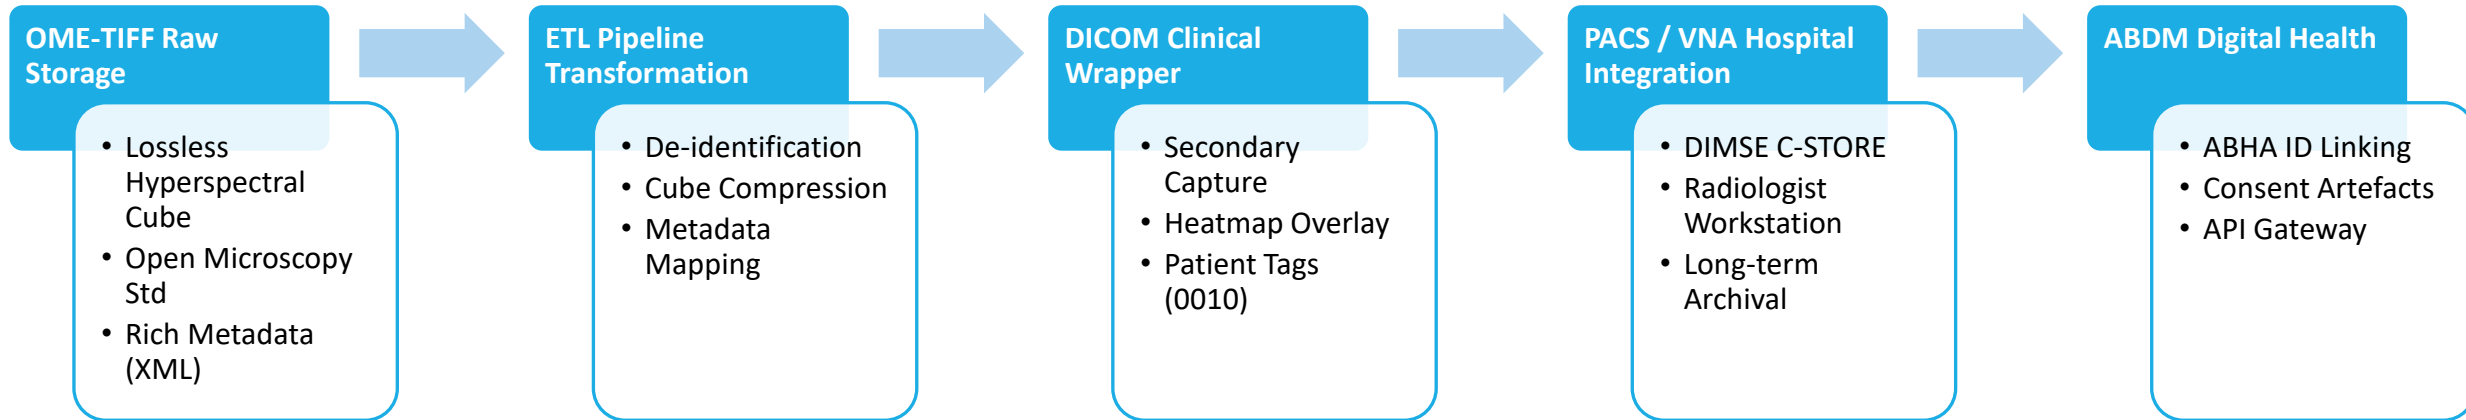 OME-TIFF Raw
Storage
• Lossless
Hyperspectral
Cube
• Open Microscopy
Std
• Rich Metadata
(XML)
ETL Pipeline
Transformation
• De-identification
• Cube Compression
• Metadata
Mapping
DICOM Clinical
Wrapper
• Secondary
Capture
• Heatmap Overlay
• Patient Tags
(0010)
PACS / VNA Hospital
Integration
• DIMSE C-STORE
• Radiologist
Workstation
• Long-term
Archival
ABDM Digital Health
• ABHA ID Linking
• Consent Artefacts
• API Gateway